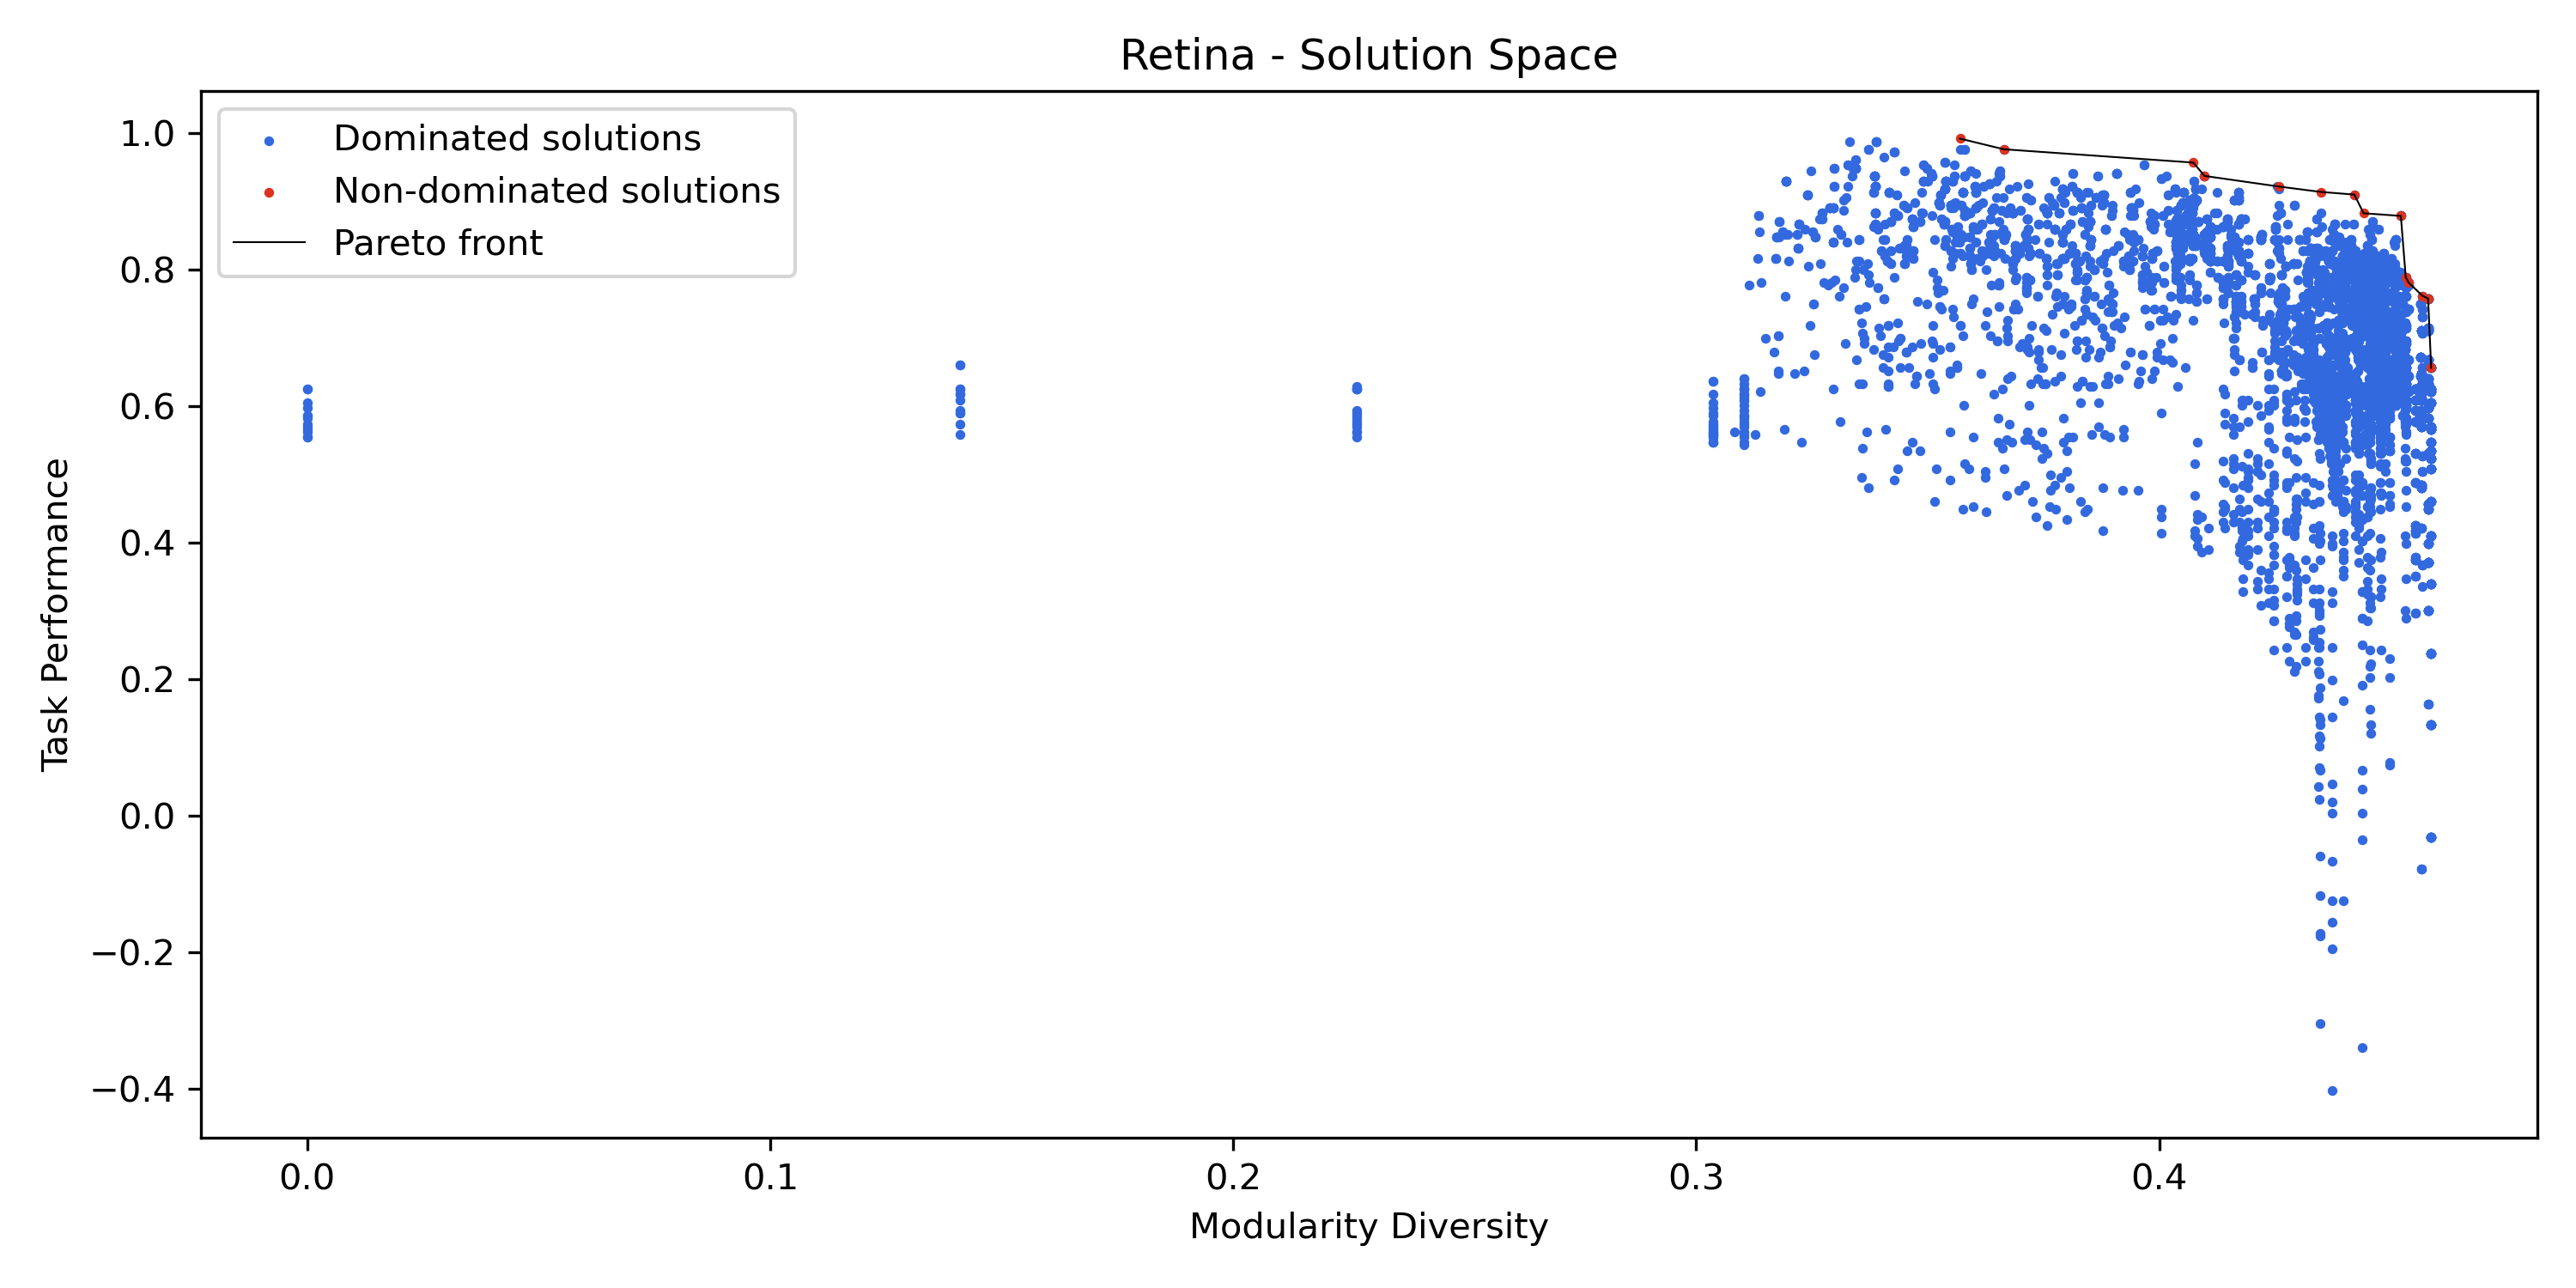 Retina - Solution Space
Dominated solutions
Non-dominated solutions
Pareto front
Task Performance
1.0
0.8
0.6
0.4
0.2
0.0
−0.2
−0.4
0.0 0.1 0.2 0.3 0.4
Modularity Diversity